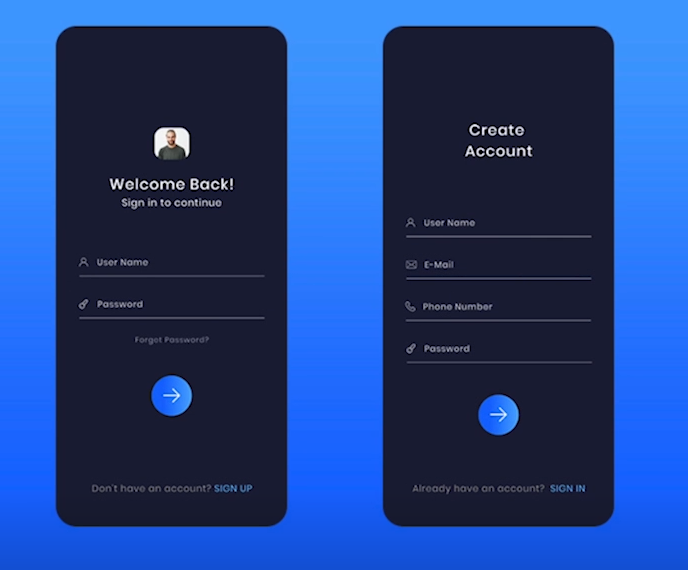 Welcome Back!
Sign in to continue
User Name
Password
Forgot Password?
Don't have an account? SIGN UP
Create
Account
User Name
E-Mail
Phone Number
Password
Already have an account? SIGN IN